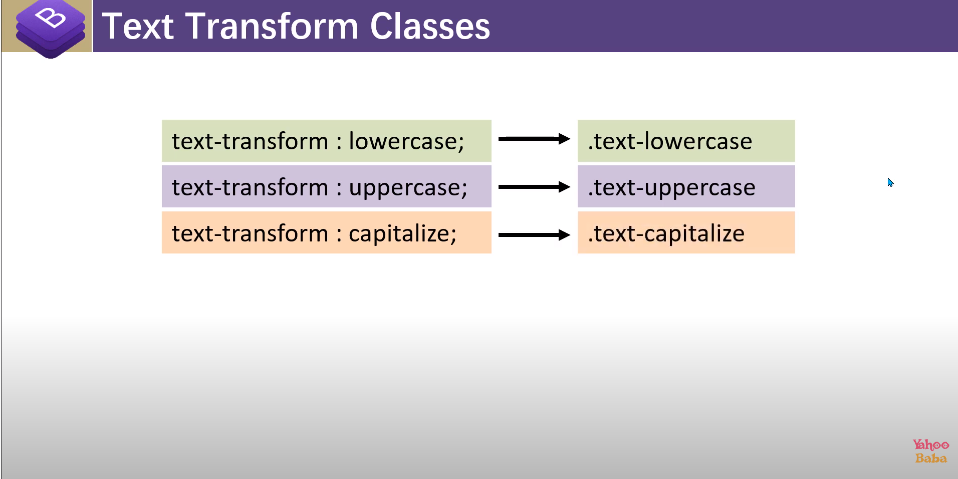 B
Text Transform Classes
text-transform : lowercase; .text-lowercase
text-transform : uppercase; .text-uppercase
text-transform : capitalize; .text-capitalize
Yahoo
Baba